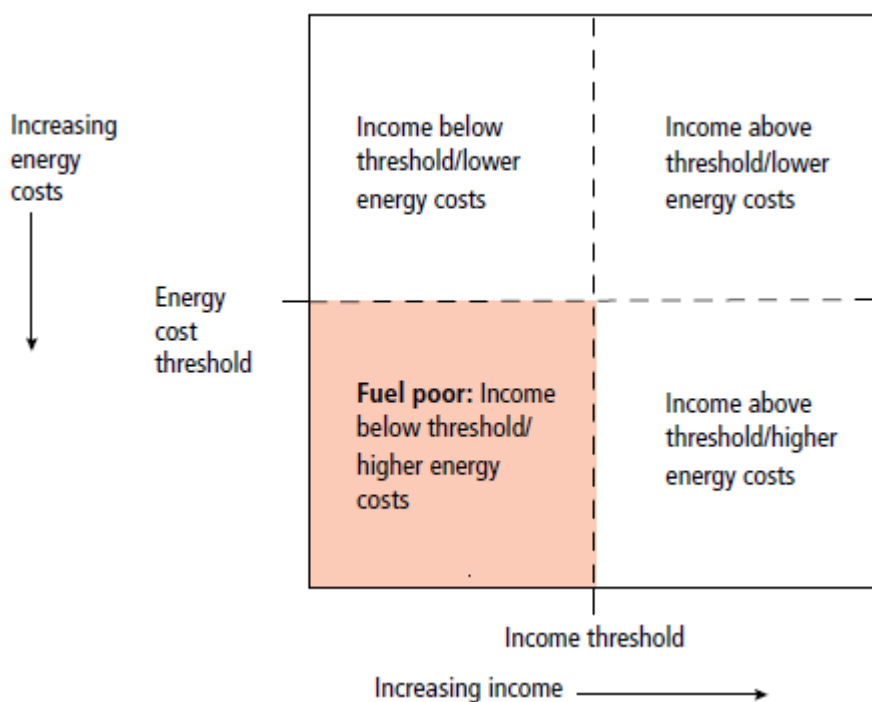 Increasing
energy
costs
Income below
threshold/lower
energy costs
Income above
threshold/lower
energy costs
Energy
cost
threshold
Fuel poor: Income
below threshold/
higher energy
costs
Income above
threshold/higher
energy costs
Income threshold
Increasing income